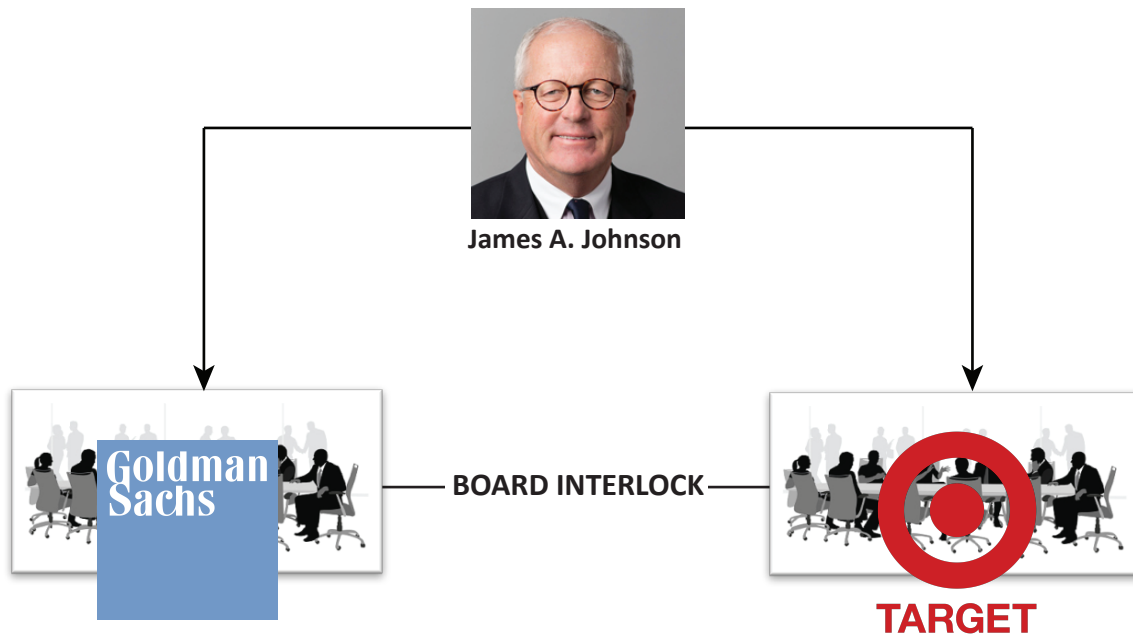 James A. Johnson
Goldman
Sachs
BOARD INTERLOCK
TARGET